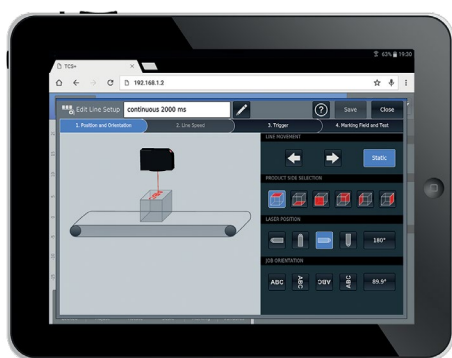 63% 19:20
TCS+
192.168.1.2
Edit Line Setup
continuous 2000 ms
?
Save
Close
1. Position and Orientation
2. Line Speed
3. Trigger
4. Marking Field and Test
LINE MOVEMENT
Static
PRODUCT SIDE SELECTION
LASER POSITION
180°
JOB ORIENTATION
ABC
ABC
ABC
ABC
89.9°